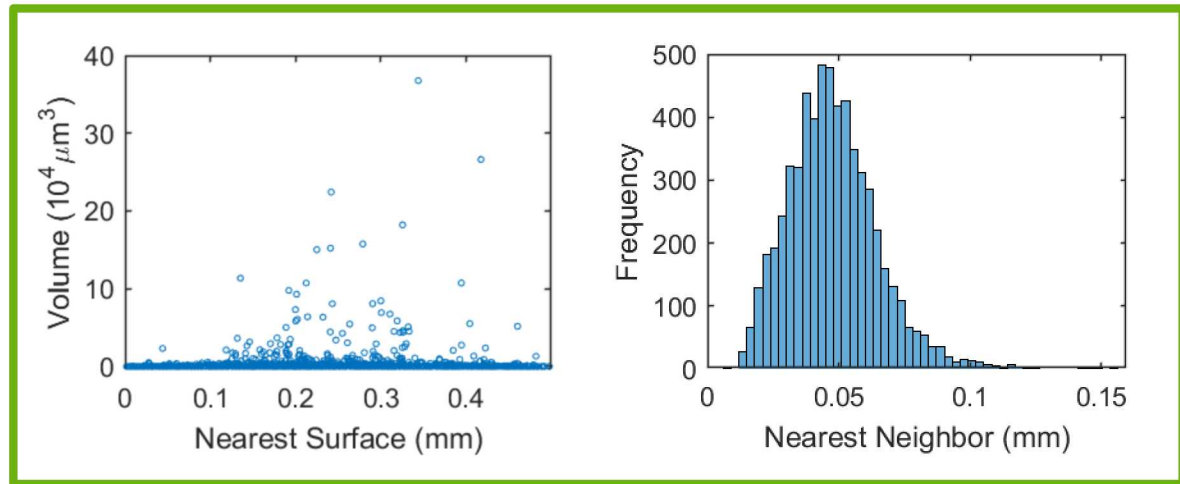 40
30
20
10
0
Volume (10⁴ μm³)
0 0.1 0.2 0.3 0.4
Nearest Surface (mm)
500
400
300
200
100
0
Frequency
0 0.05 0.1 0.15
Nearest Neighbor (mm)